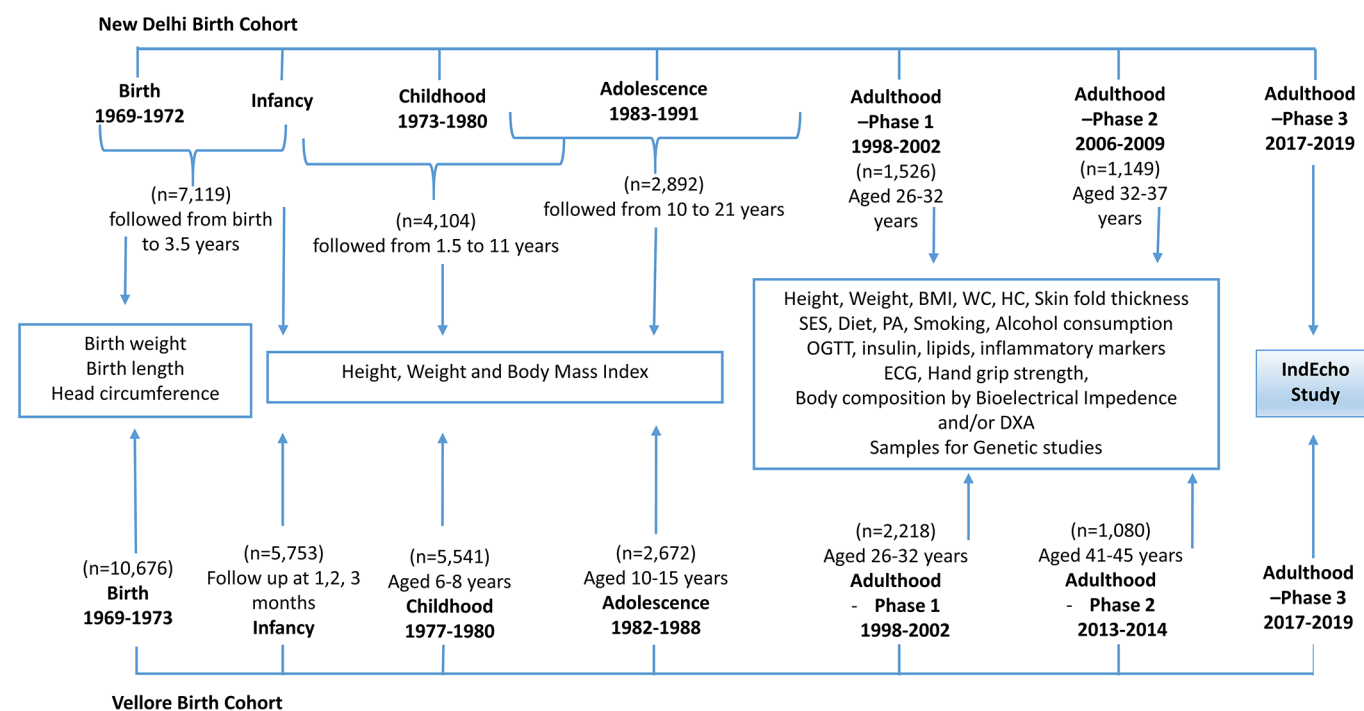 New Delhi Birth Cohort
Birth
1969-1972
Infancy
Childhood
1973-1980
Adolescence
1983-1991
Adulthood
–Phase 1
1998-2002
(n=1,526)
Aged 26-32
years
Adulthood
–Phase 2
2006-2009
(n=1,149)
Aged 32-37
years
Adulthood
–Phase 3
2017-2019
(n=7,119)
followed from birth
to 3.5 years
(n=4,104)
followed from 1.5 to 11 years
(n=2,892)
followed from 10 to 21 years
Birth weight
Birth length
Head circumference
Height, Weight and Body Mass Index
Height, Weight, BMI, WC, HC, Skin fold thickness
SES, Diet, PA, Smoking, Alcohol consumption
OGTT, insulin, lipids, inflammatory markers
ECG, Hand grip strength,
Body composition by Bioelectrical Impedence
and/or DXA
Samples for Genetic studies
IndEcho
Study
(n=10,676)
Birth
1969-1973
(n=5,753)
Follow up at 1,2, 3
months
Infancy
(n=5,541)
Aged 6-8 years
Childhood
1977-1980
(n=2,672)
Aged 10-15 years
Adolescence
1982-1988
(n=2,218)
Aged 26-32 years
Adulthood
- Phase 1
1998-2002
(n=1,080)
Aged 41-45 years
Adulthood
- Phase 2
2013-2014
Adulthood
–Phase 3
2017-2019
Vellore Birth Cohort